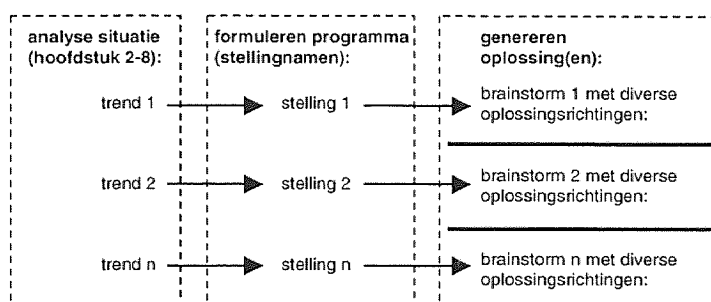 analyse situatie
(hoofdstuk 2-8):
trend 1
trend 2
trend n
formuleren programma
(stellingnamen):
stelling 1
stelling 2
stelling n
genereren
oplossing(en):
brainstorm 1 met diverse
oplossingsrichtingen:
brainstorm 2 met diverse
oplossingsrichtingen:
brainstorm n met diverse
oplossingsrichtingen: